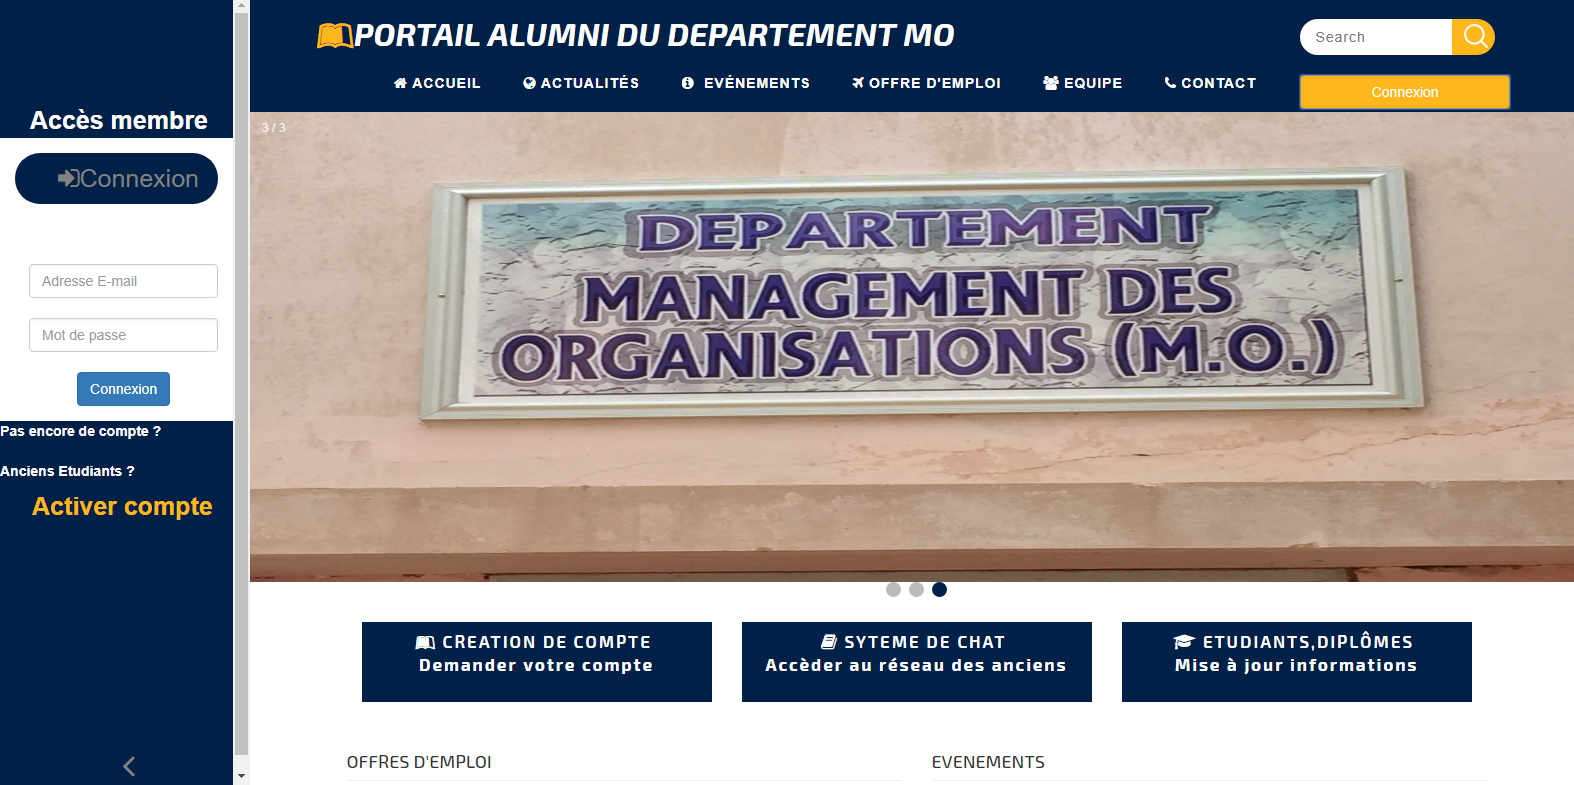 PORTAIL ALUMNI DU DEPARTEMENT MO
Search
ACCUEIL ACTUALITÉS EVÉNEMENTS OFFRE D'EMPLOI EQUIPE CONTACT
Connexion
Accès membre
Connexion
Adresse E-mail
Mot de passe
Connexion
Pas encore de compte ?
Anciens Etudiants ?
Activer compte
3 / 3
DEPARTEMENT
MANAGEMENT DES
ORGANISATIONS (M.O.)
CREATION DE COMPTE
Demander votre compte
SYTEME DE CHAT
Accèder au réseau des anciens
ETUDIANTS,DIPLÔMES
Mise à jour informations
OFFRES D'EMPLOI
EVENEMENTS